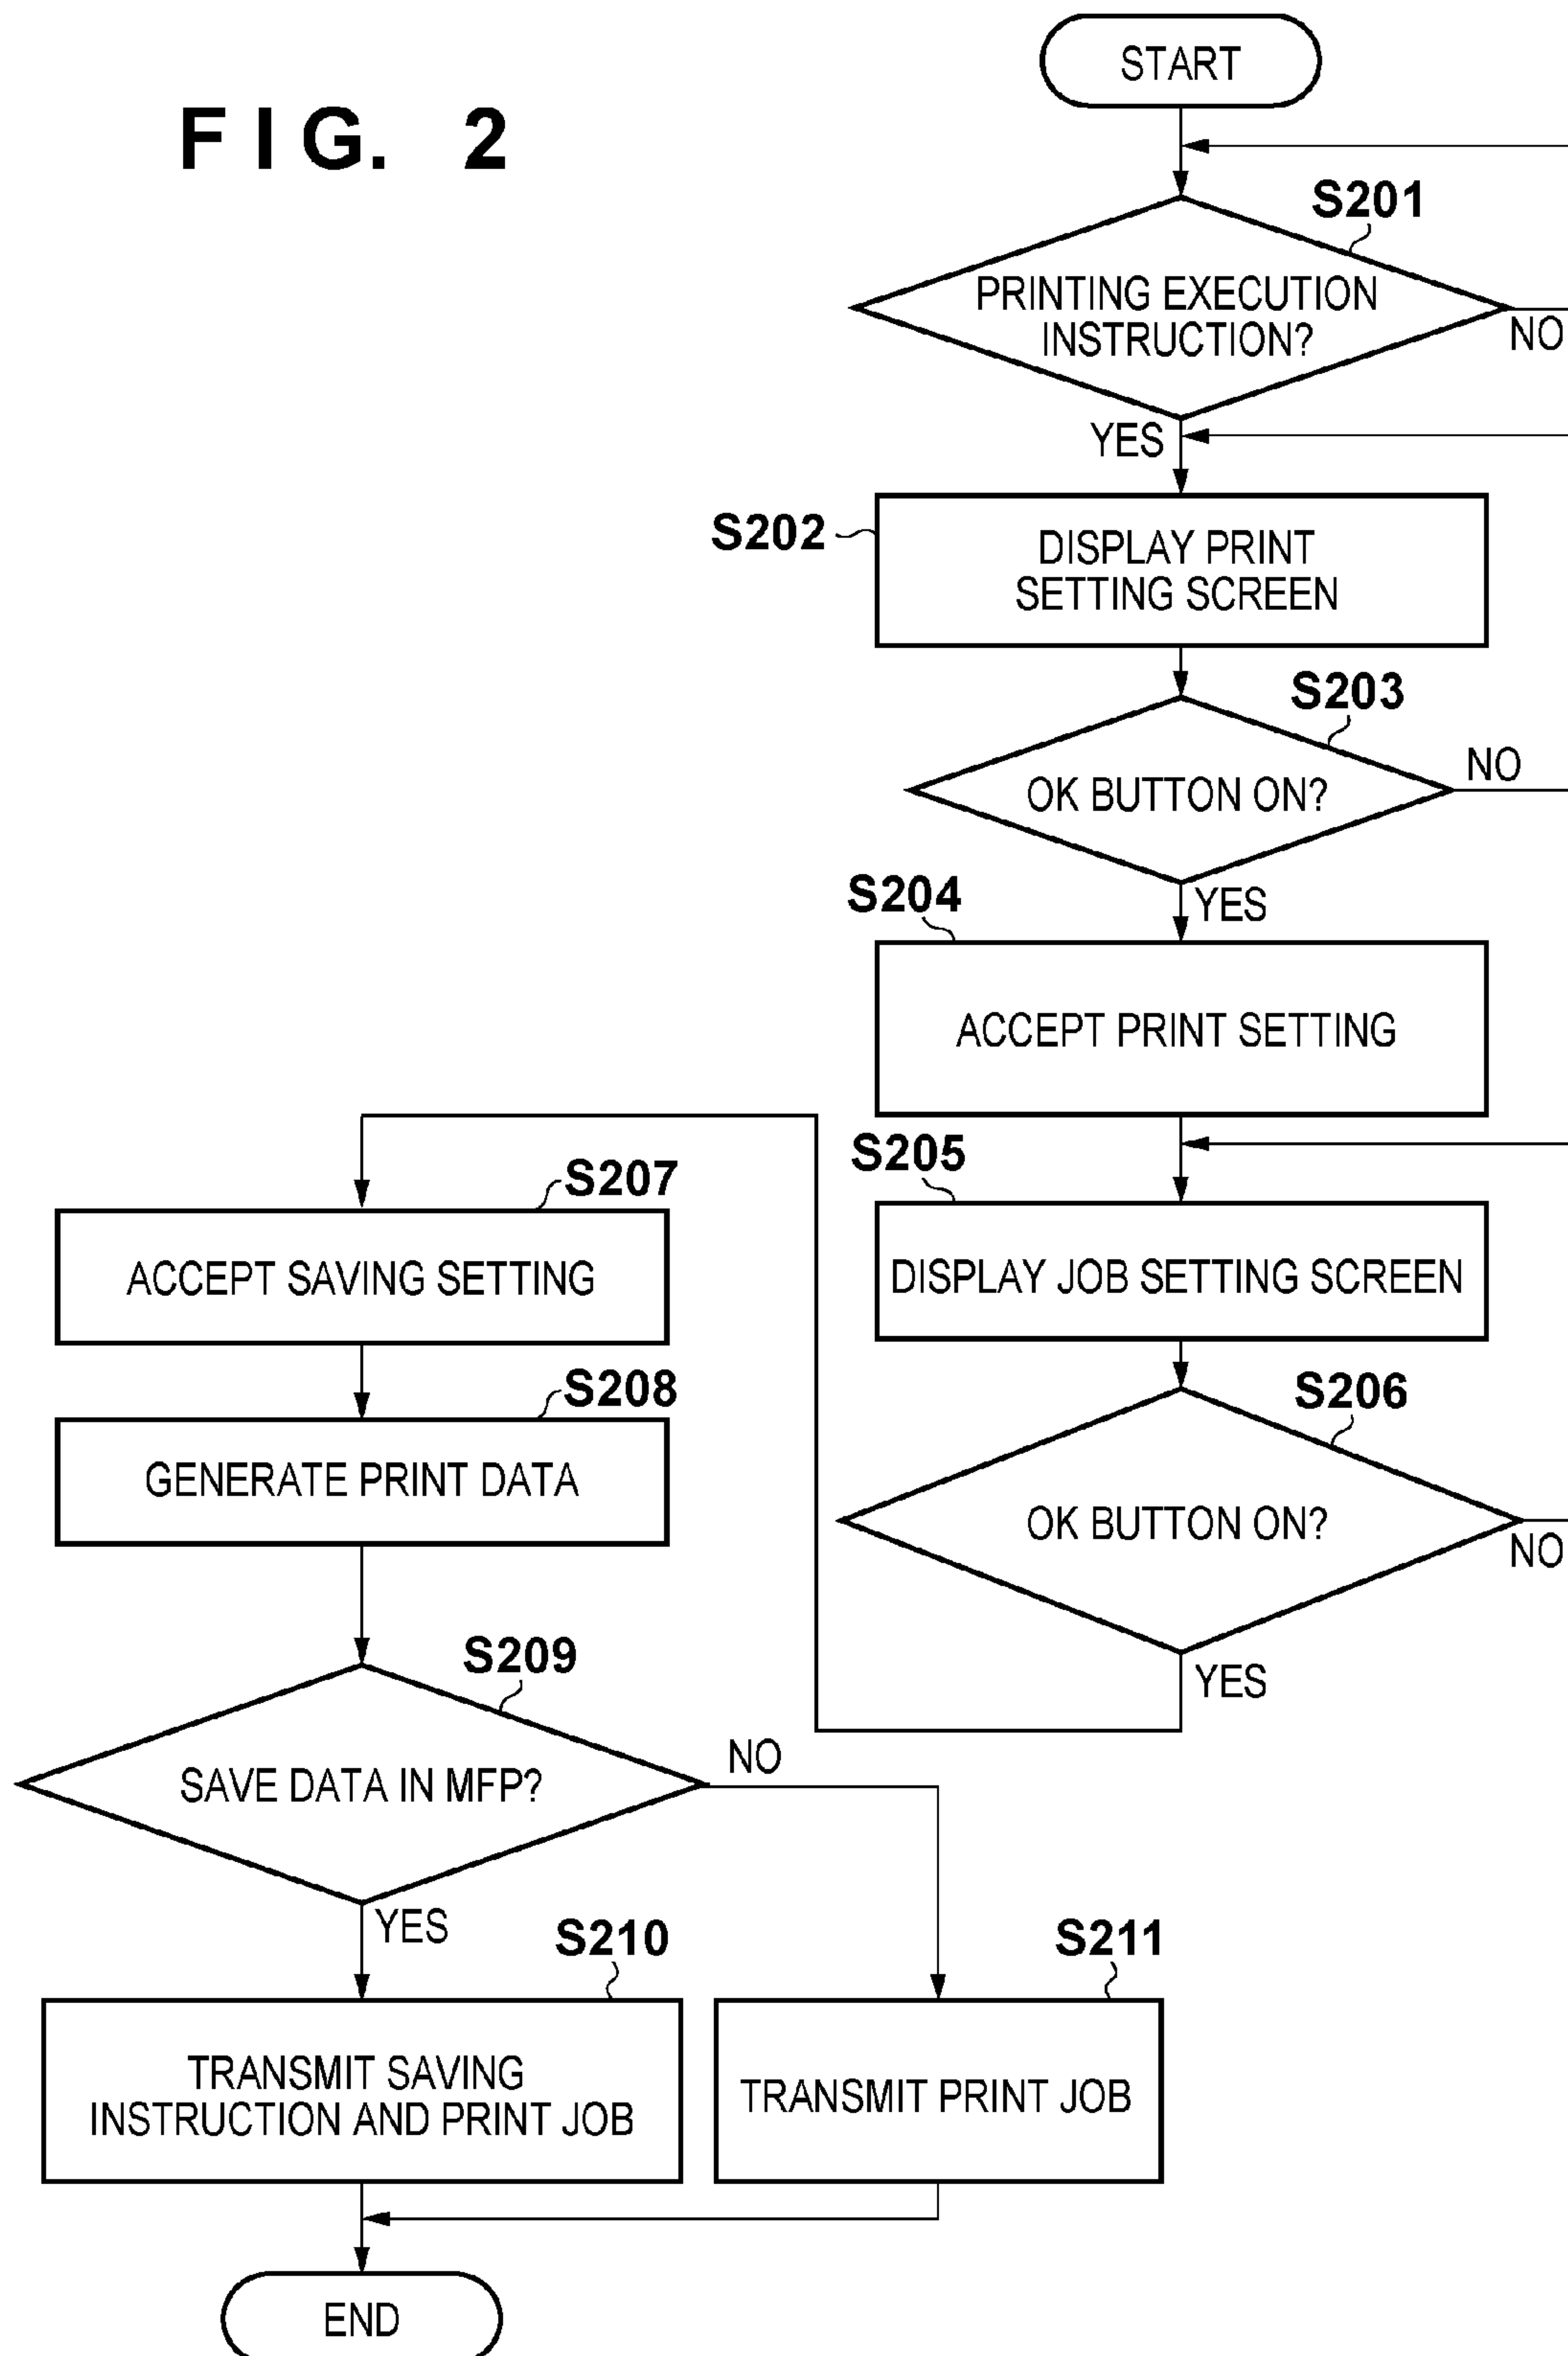 FIG. 2
START
S201
PRINTING EXECUTION
INSTRUCTION?
NO
YES
S202
DISPLAY PRINT
SETTING SCREEN
S203
OK BUTTON ON?
NO
YES
S204
ACCEPT PRINT SETTING
S205
DISPLAY JOB SETTING SCREEN
S206
OK BUTTON ON?
NO
YES
S207
ACCEPT SAVING SETTING
S208
GENERATE PRINT DATA
S209
SAVE DATA IN MFP?
NO
YES
S210
TRANSMIT SAVING
INSTRUCTION AND PRINT JOB
S211
TRANSMIT PRINT JOB
END